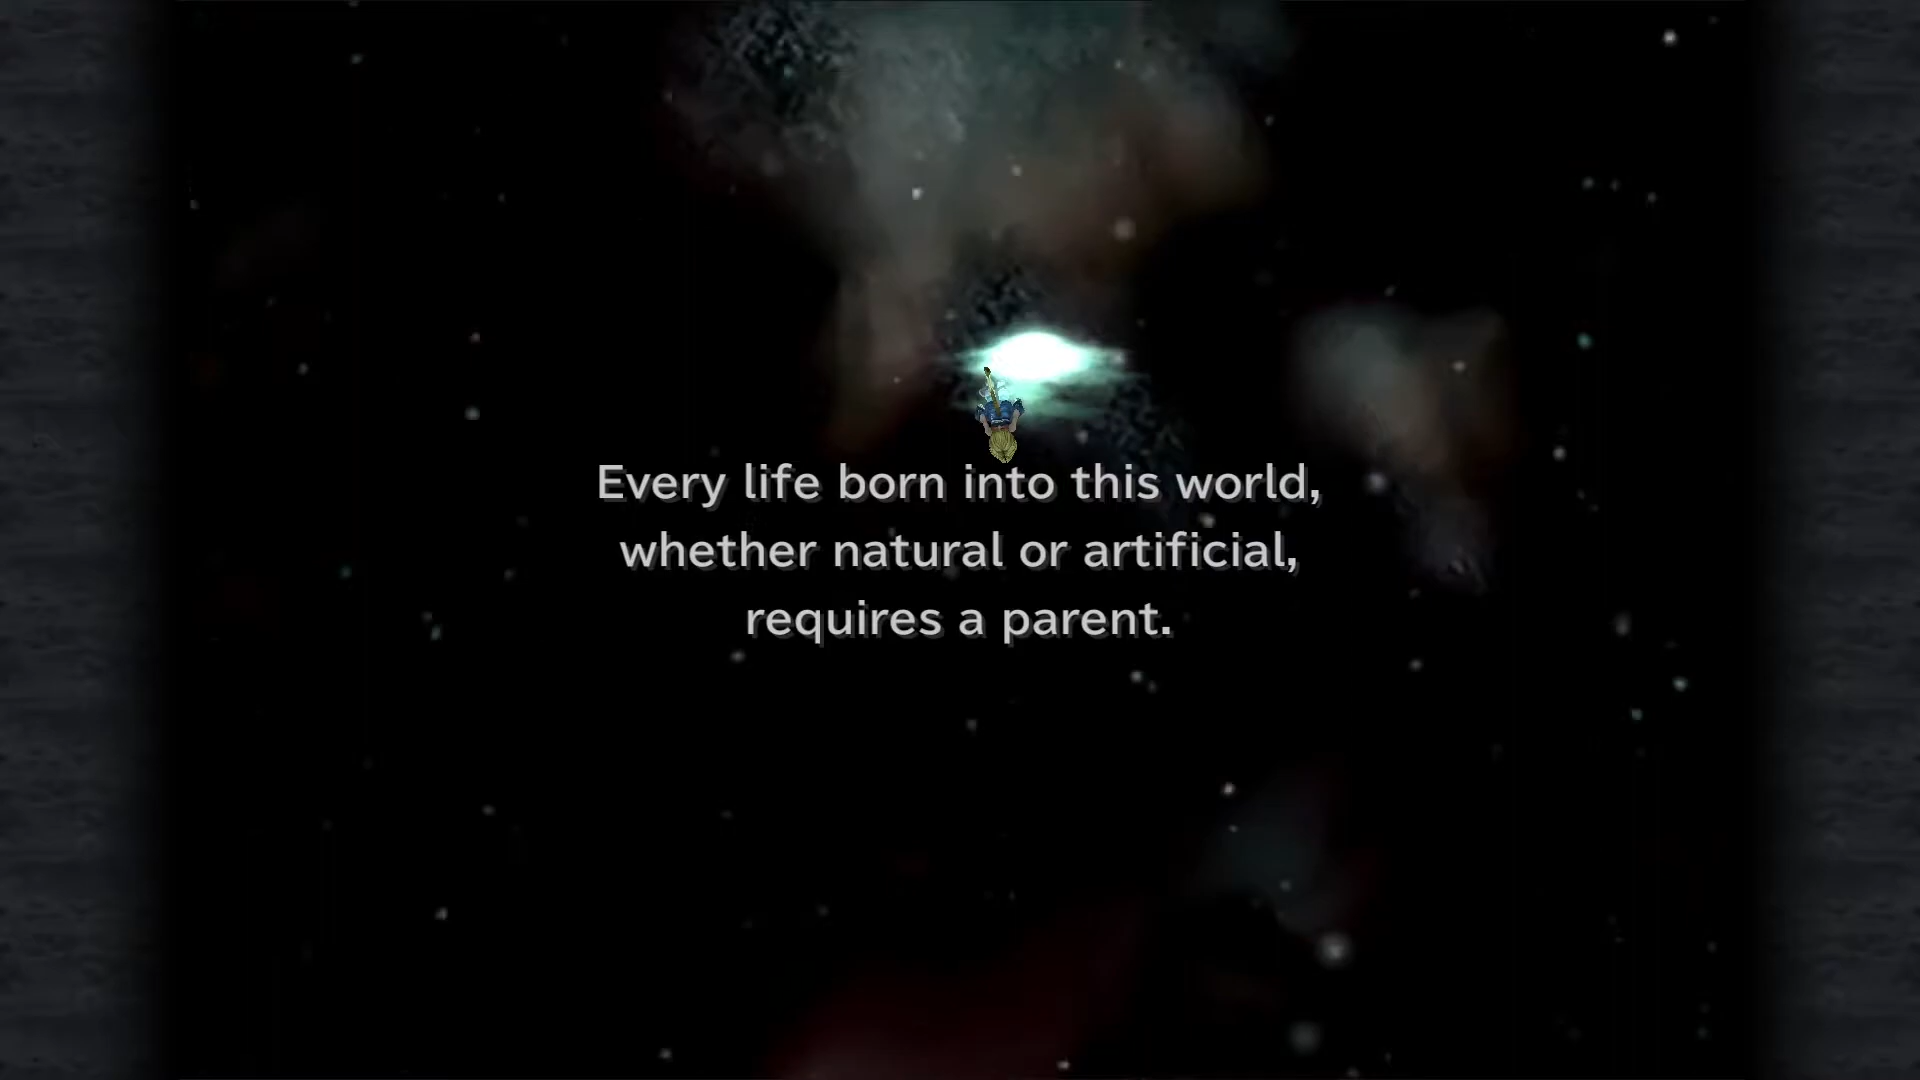 Every life born into this world,
whether natural or artificial,
requires a parent.